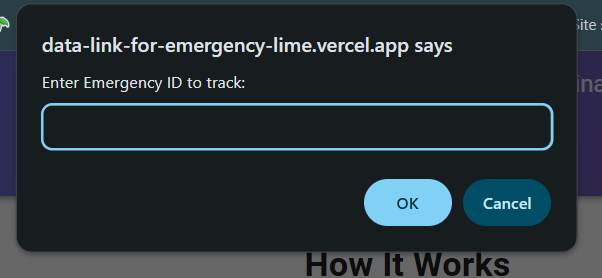 data-link-for-emergency-lime.vercel.app says
Enter Emergency ID to track:
OK
Cancel
How It Works